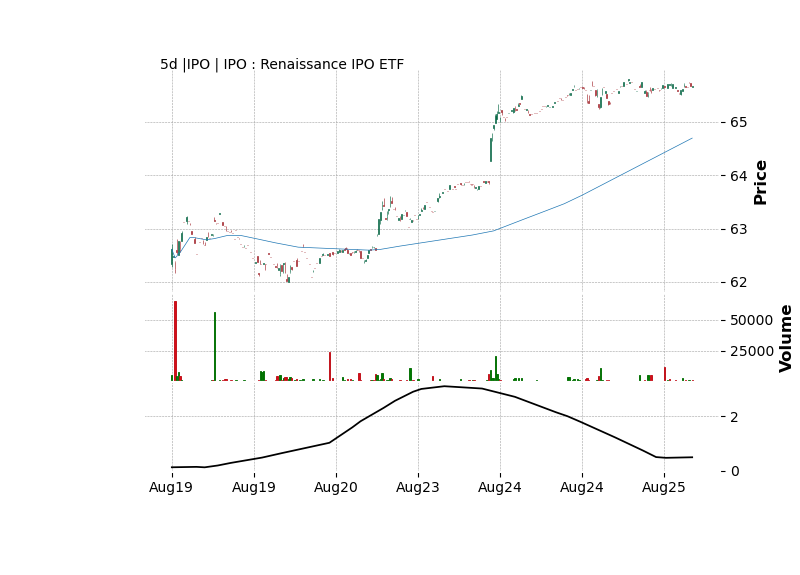 5d |IPO | IPO : Renaissance IPO ETF
65
64
63
62
Price
50000
25000
Volume
2
0
Aug19 Aug19 Aug20 Aug23 Aug24 Aug24 Aug25